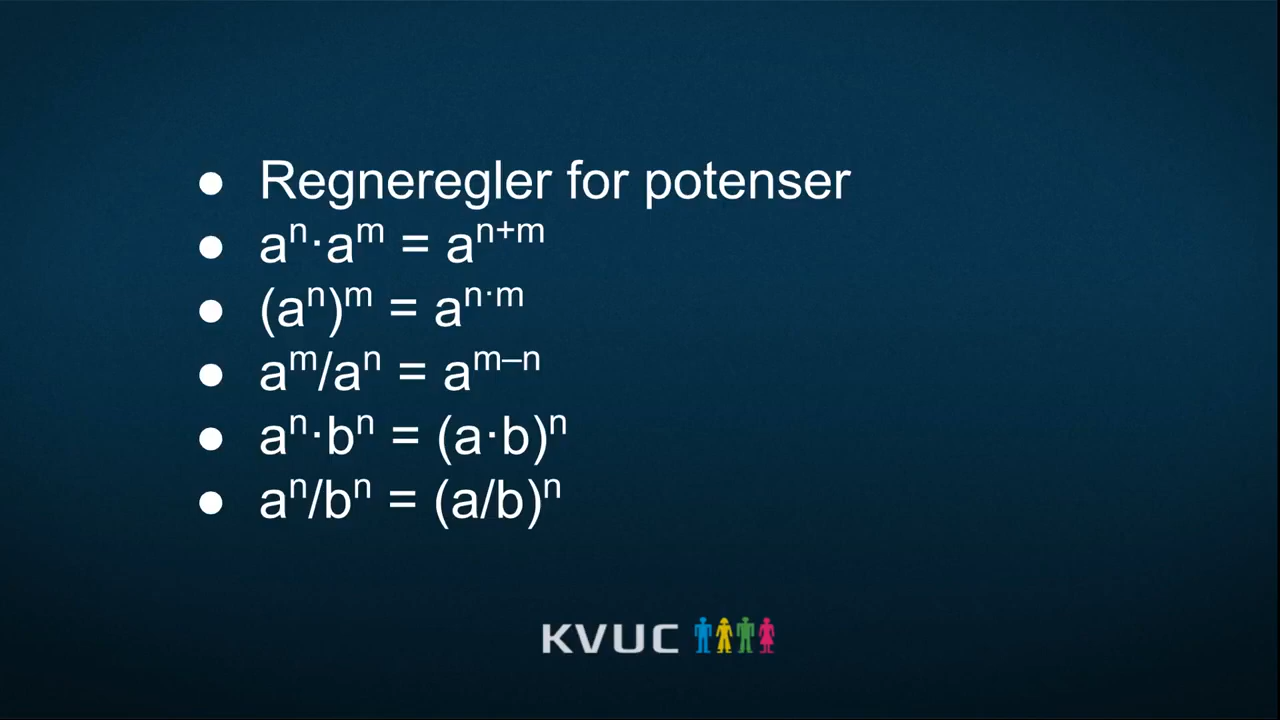 ● Regneregler for potenser
● aⁿ·aᵐ = aⁿ⁺ᵐ
● (aⁿ)ᵐ = aⁿ·ᵐ
● aᵐ/aⁿ = aᵐ⁻ⁿ
● aⁿ·bⁿ = (a·b)ⁿ
● aⁿ/bⁿ = (a/b)ⁿ
KVUC